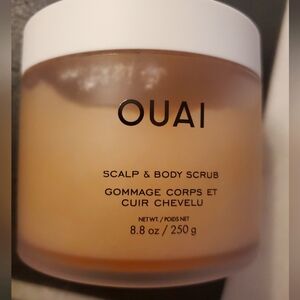 OUAI
SCALP & BODY SCRUB
GOMMAGE CORPS ET
CUIR CHEVELU
NET WT. / POIDS NET
8.8 oz / 250 g